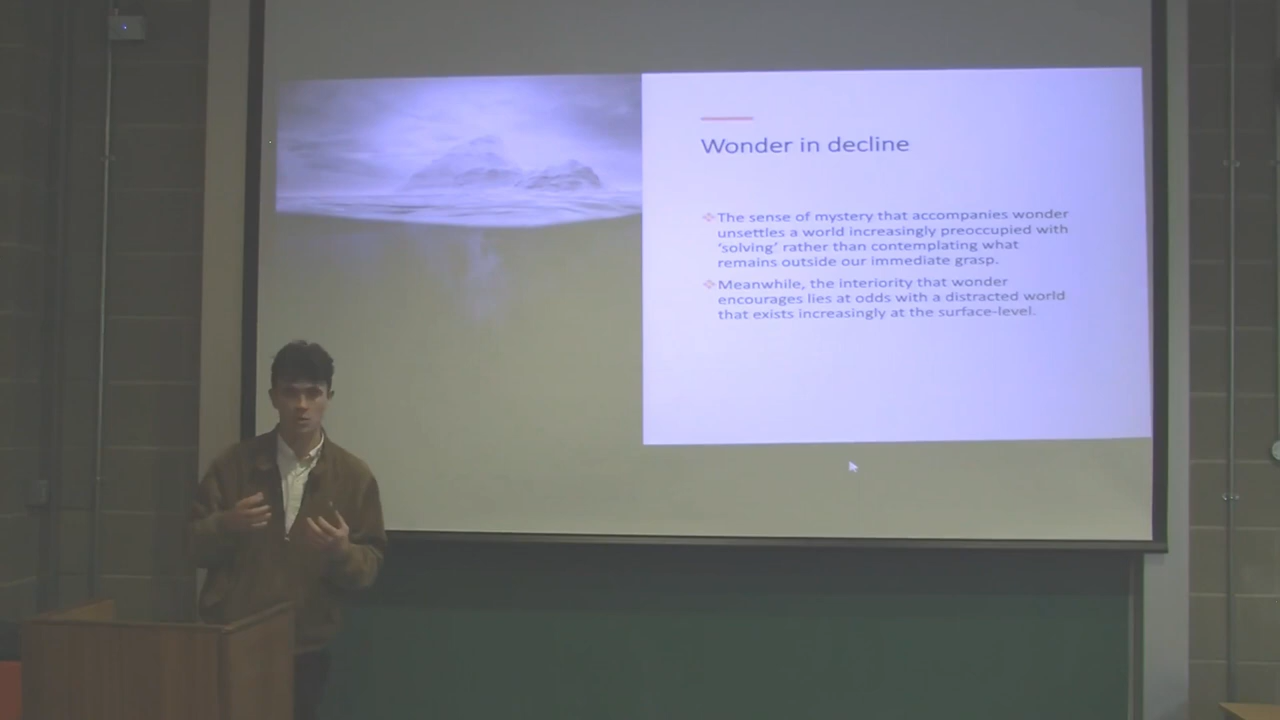 Wonder in decline
The sense of mystery that accompanies wonder
unsettles a world increasingly preoccupied with
‘solving’ rather than contemplating what
remains outside our immediate grasp.
Meanwhile, the interiority that wonder
encourages lies at odds with a distracted world
that exists increasingly at the surface-level.